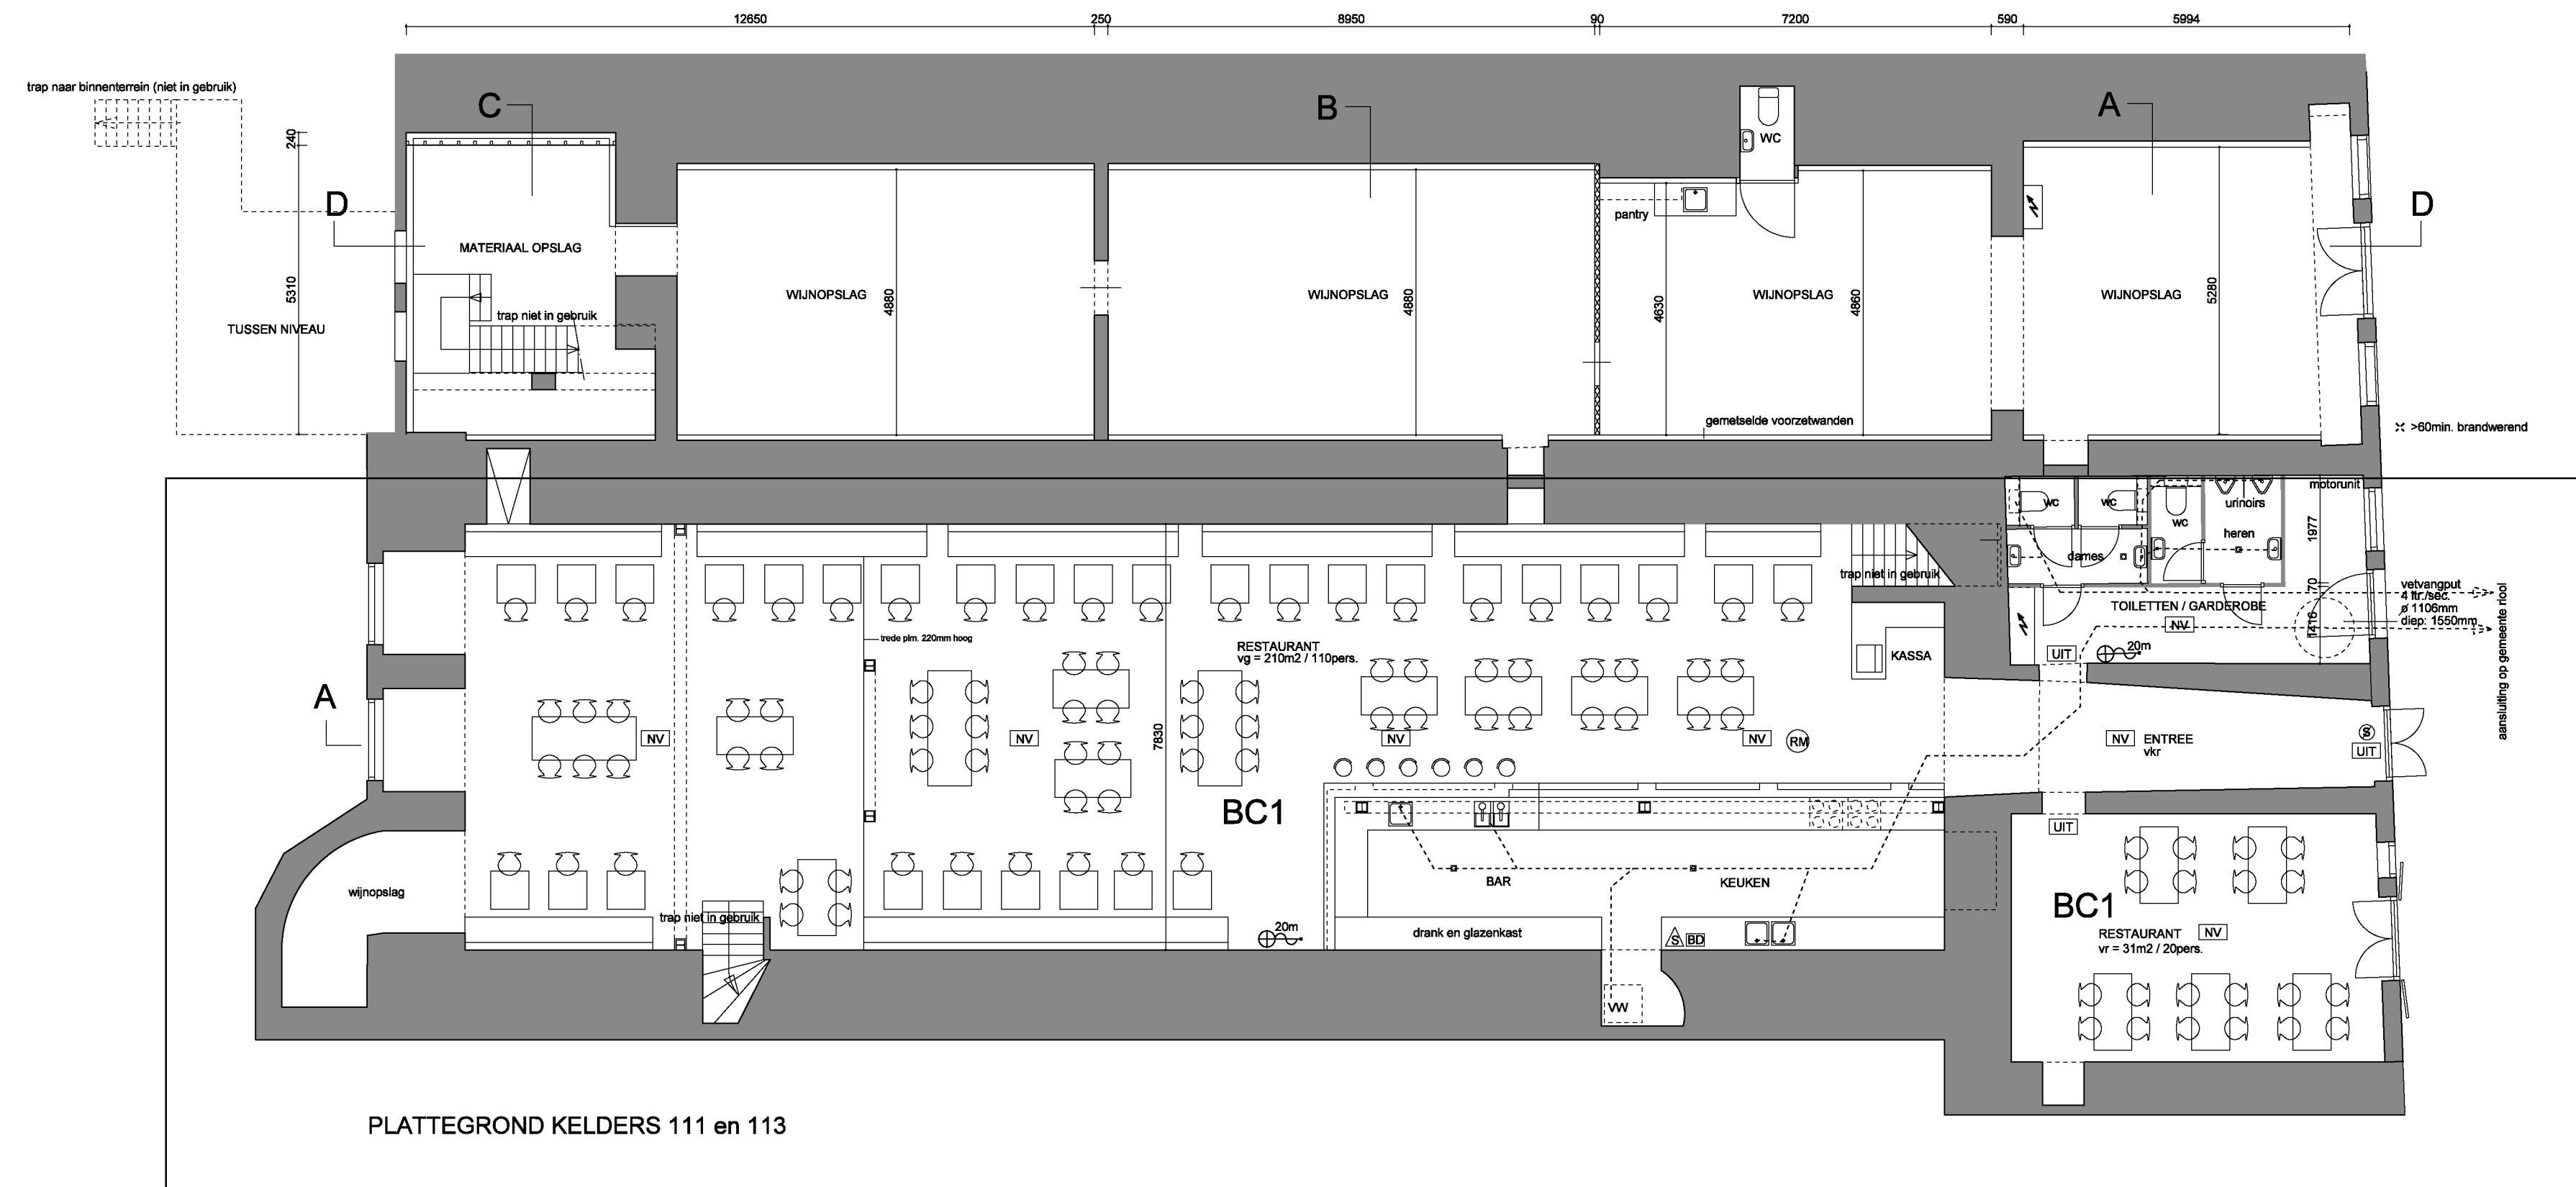 12650
250
8950
90
7200
590
5994
trap naar binnenterrein (niet in gebruik)
C
B
A
240
WC
D
D
pantry
MATERIAAL OPSLAG
5310
WIJNOPSLAG
4880
WIJNOPSLAG
4880
4630
WIJNOPSLAG
4860
WIJNOPSLAG
5280
trap niet in gebruik
TUSSEN NIVEAU
gemetselde voorzetwanden
>60min. brandwerend
motorunit
wc
wc
wc
urinoirs
heren
1977
dames
trap niet in gebruik
70
vetvangput
4 ltr./sec.
ø 1106mm
diep: 1550mm
TOILETTEN / GARDEROBE
1416
NV
trede plm. 220mm hoog
RESTAURANT
vg = 210m2 / 110pers.
KASSA
UIT
20m
aansluiting op gemeente riool
A
NV
NV
7830
NV
NV
RM
NV
ENTREE
vkr
S
UIT
BC1
UIT
wijnopslag
BAR
KEUKEN
BC1
trap niet in gebruik
20m
drank en glazenkast
S
BD
RESTAURANT
NV
vr = 31m2 / 20pers.
VW
PLATTEGROND KELDERS 111 en 113